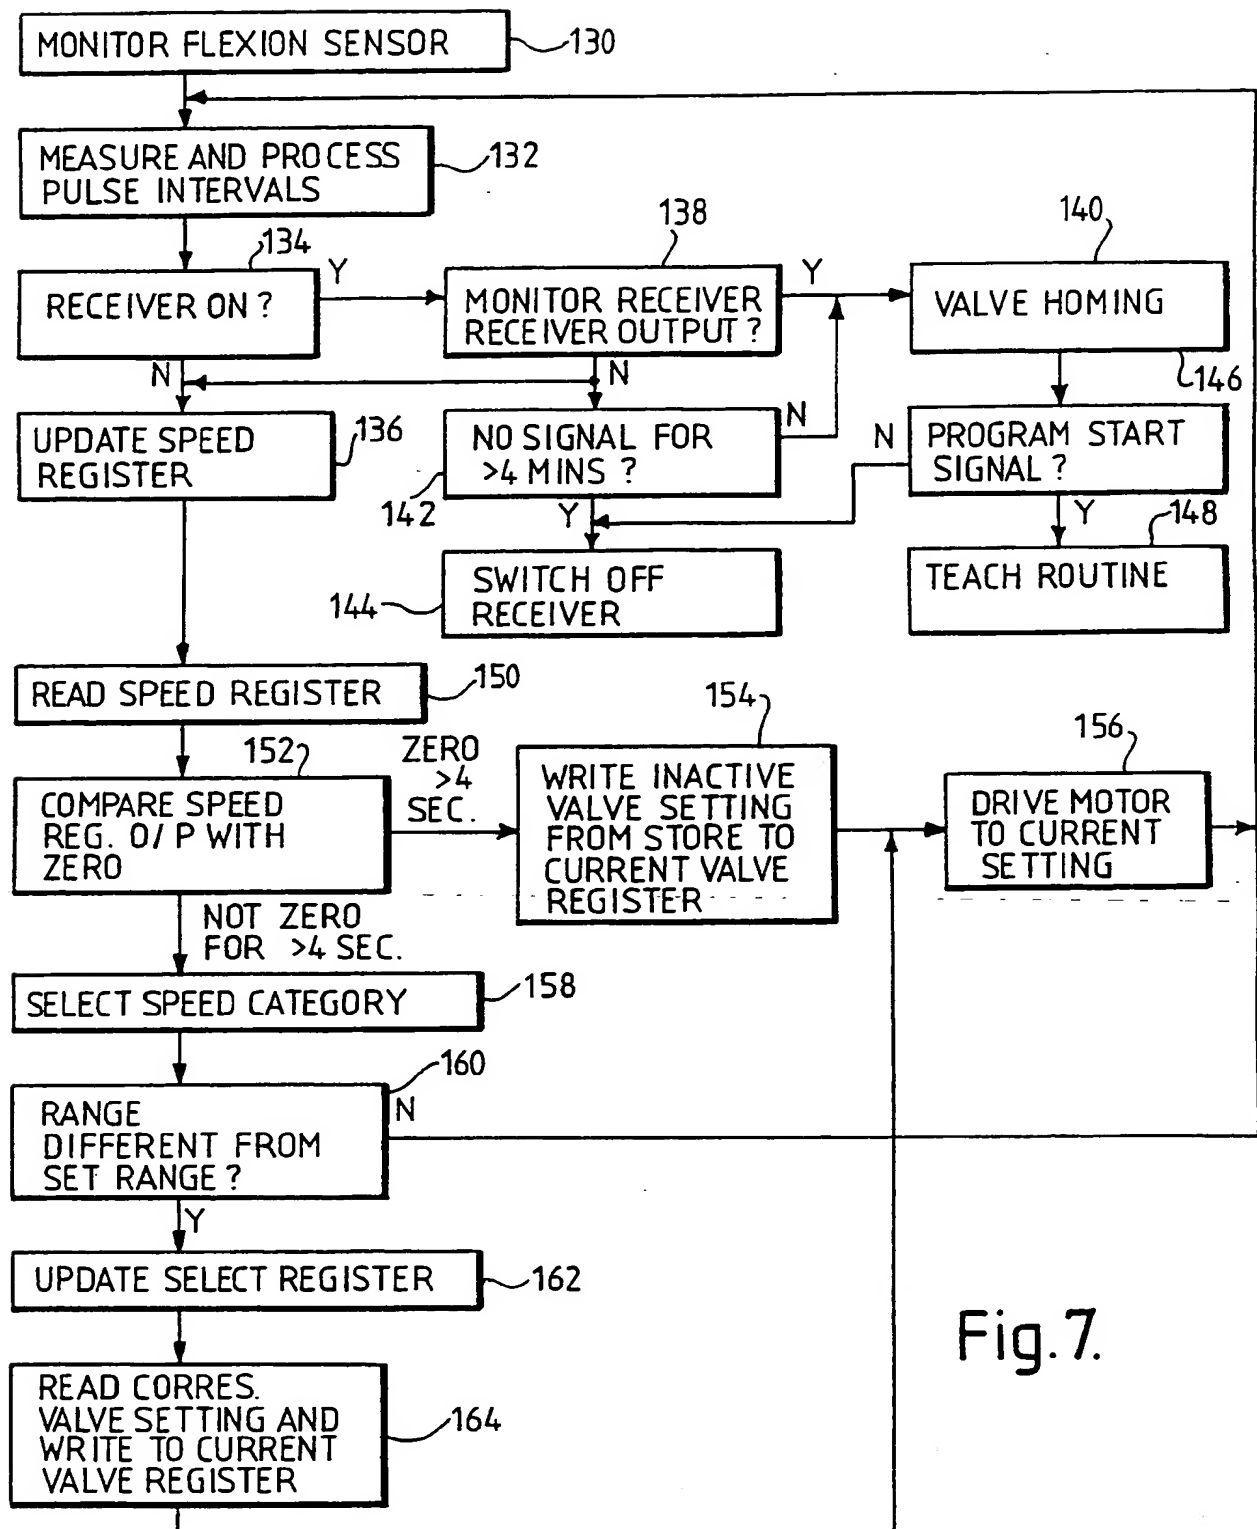 MONITOR FLEXION SENSOR
130
MEASURE AND PROCESS
PULSE INTERVALS
132
134
RECEIVER ON ?
Y
N
138
MONITOR RECEIVER
RECEIVER OUTPUT ?
Y
N
140
VALVE HOMING
146
UPDATE SPEED
REGISTER
136
NO SIGNAL FOR
>4 MINS ?
N
142
Y
N
PROGRAM START
SIGNAL ?
Y
148
144
SWITCH OFF
RECEIVER
TEACH ROUTINE
READ SPEED REGISTER
150
152
COMPARE SPEED
REG. O/P WITH
ZERO
ZERO
>4
SEC.
154
WRITE INACTIVE
VALVE SETTING
FROM STORE TO
CURRENT VALVE
REGISTER
156
DRIVE MOTOR
TO CURRENT
SETTING
NOT ZERO
FOR >4 SEC.
SELECT SPEED CATEGORY
158
160
RANGE
DIFFERENT FROM
SET RANGE ?
N
Y
UPDATE SELECT REGISTER
162
READ CORRES.
VALVE SETTING AND
WRITE TO CURRENT
VALVE REGISTER
164
Fig.7.